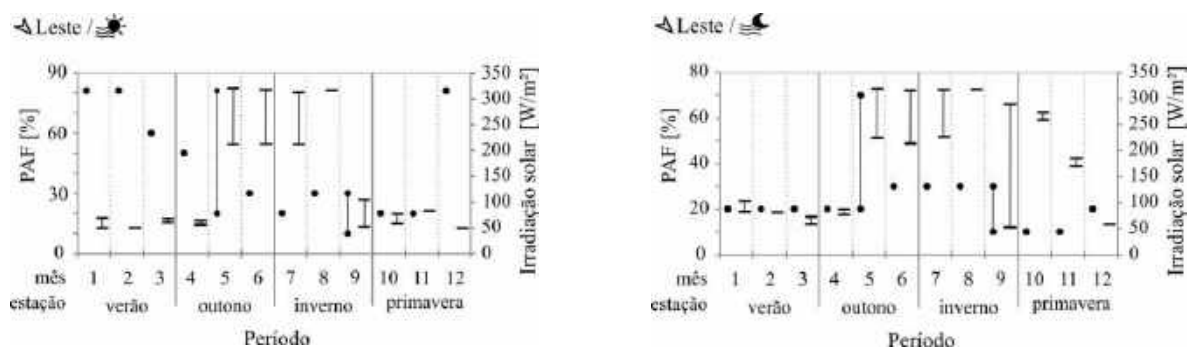 Leste /
PAF [%]
90
60
30
0
350
300
250
200
150
100
50
0
Irradiação solar [W/m²]
mês 1 2 3 4 5 6 7 8 9 10 11 12
estação verão outono inverno primavera
Período
Leste /
PAF [%]
80
60
40
20
0
350
300
250
200
150
100
50
0
Irradiação solar [W/m²]
mês 1 2 3 4 5 6 7 8 9 10 11 12
estação verão outono inverno primavera
Período